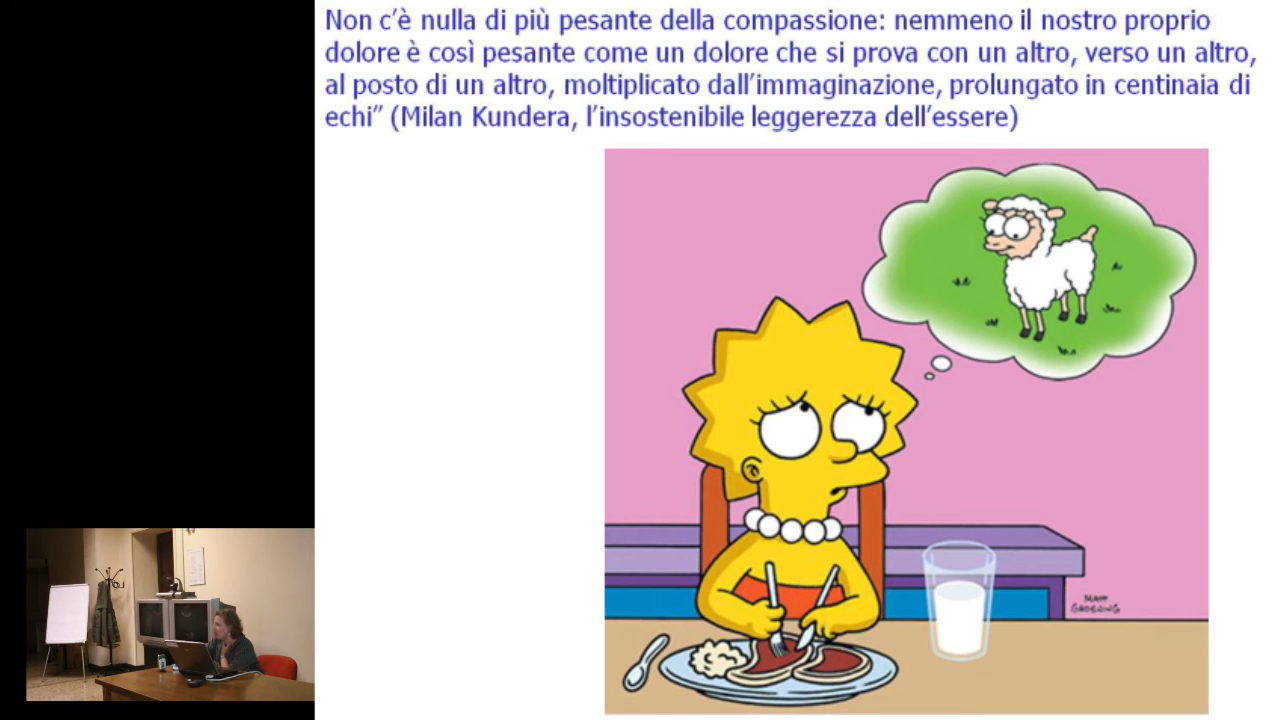 Non c’è nulla di più pesante della compassione: nemmeno il nostro proprio
dolore è così pesante come un dolore che si prova con un altro, verso un altro,
al posto di un altro, moltiplicato dall’immaginazione, prolungato in centinaia di
echi” (Milan Kundera, l’insostenibile leggerezza dell’essere)
MATT
GROENING